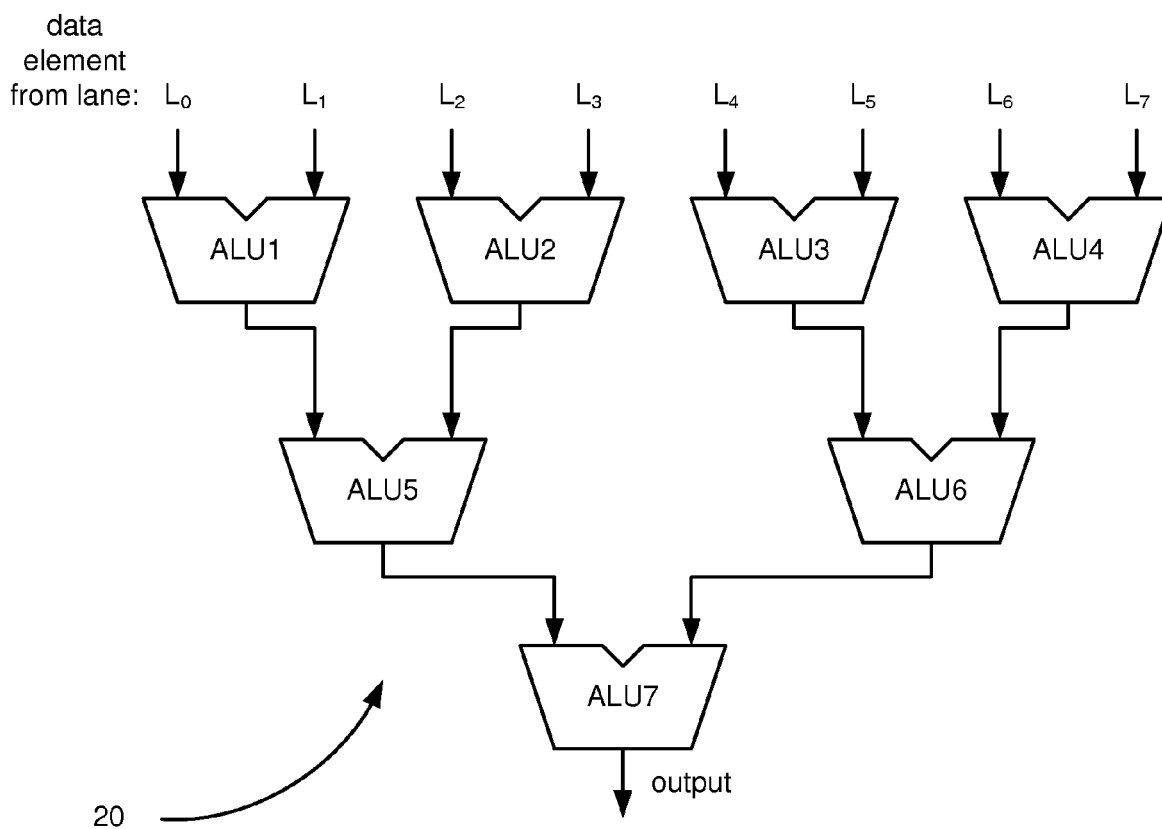 data
element
from lane: L₀ L₁ L₂ L₃ L₄ L₅ L₆ L₇
ALU1 ALU2 ALU3 ALU4
ALU5 ALU6
ALU7
output
20